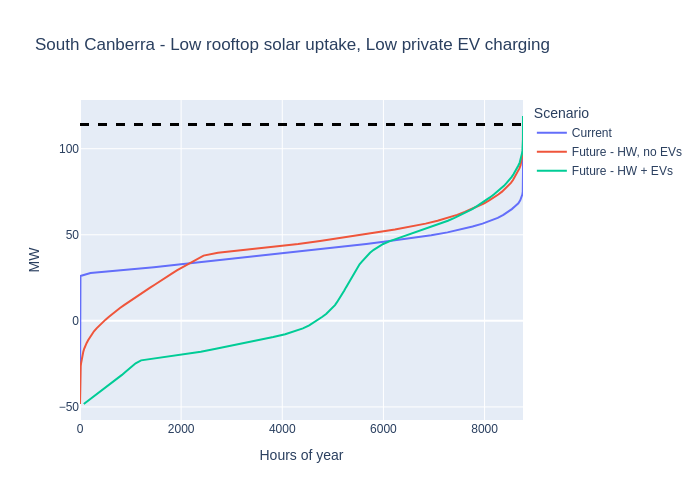 South Canberra - Low rooftop solar uptake, Low private EV charging
Scenario
Current
Future - HW, no EVs
Future - HW + EVs
MW
100
50
0
−50
0
2000
4000
6000
8000
Hours of year